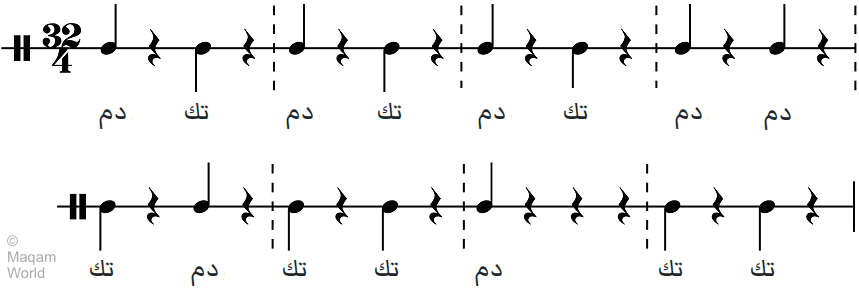 32
4
دم تك دم تك دم تك دم دم
تك دم تك تك دم تك تك
© Maqam World